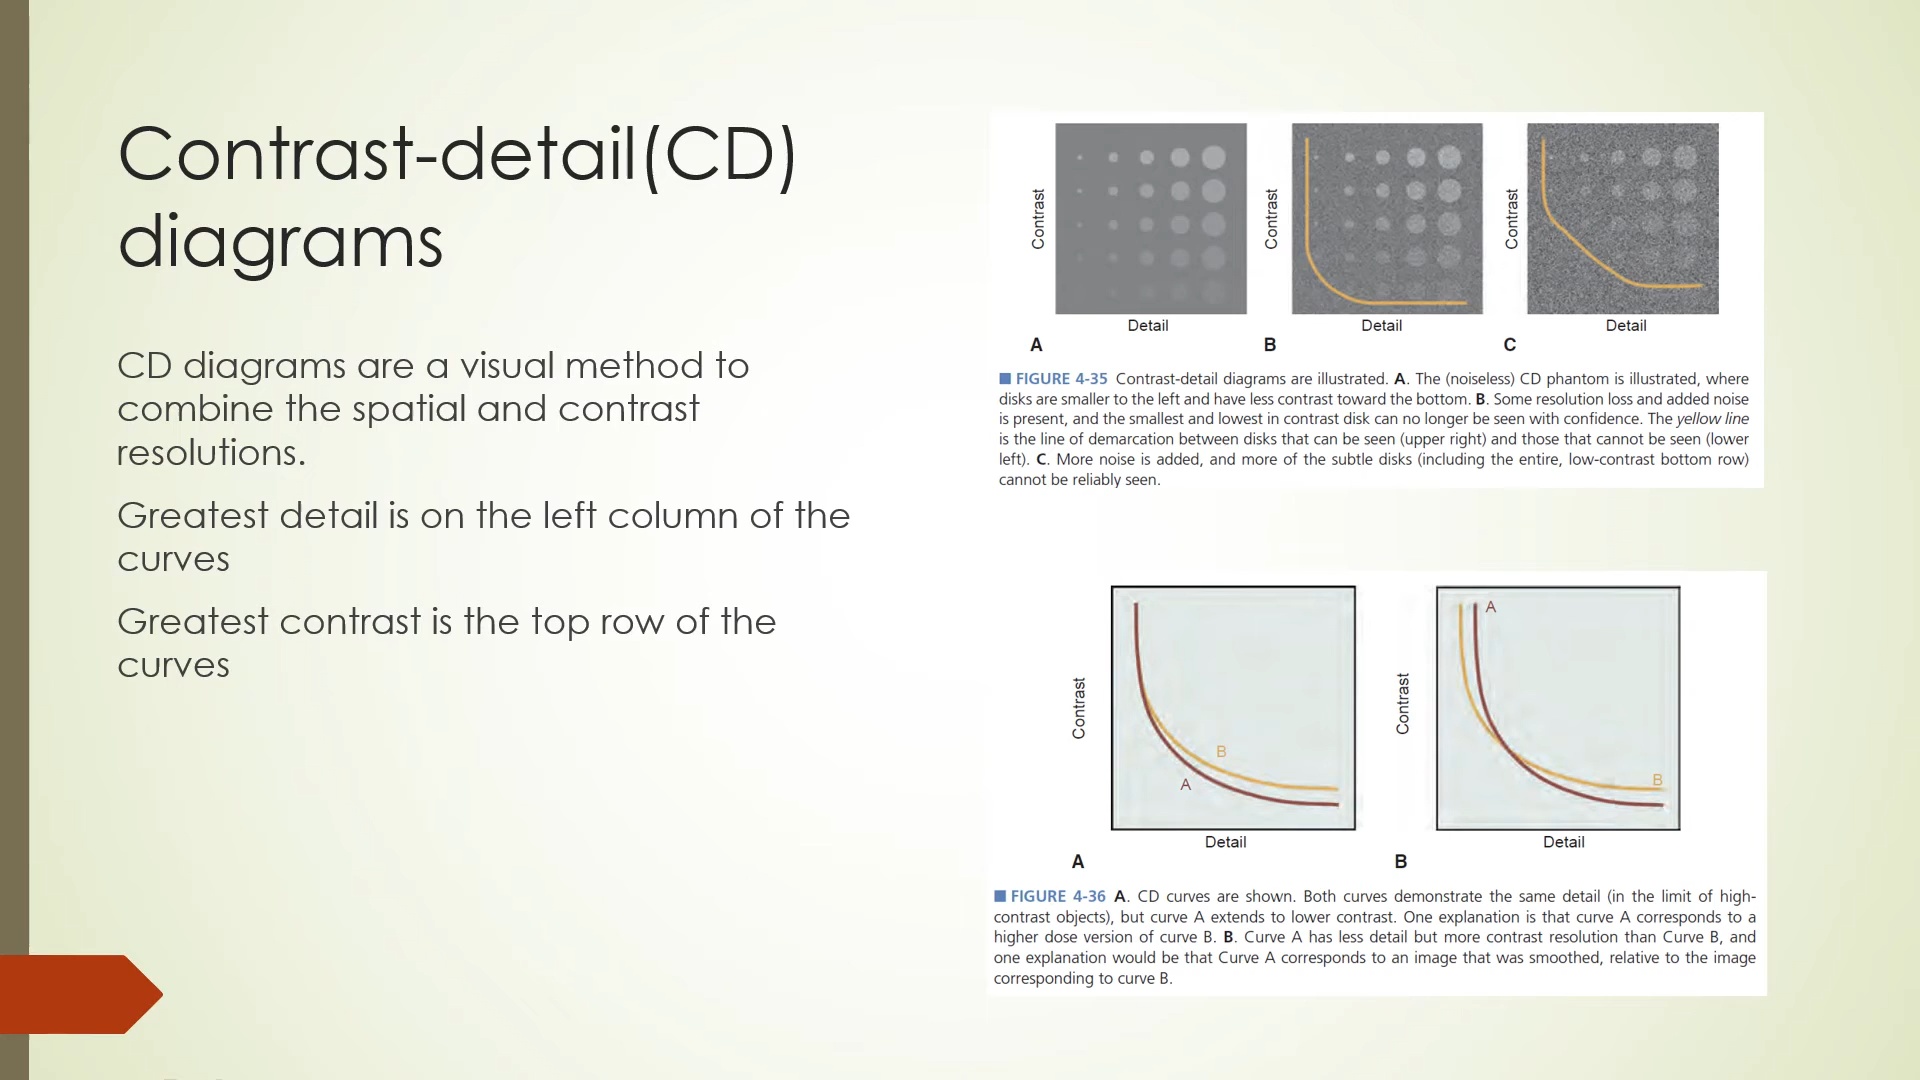 Contrast-detail(CD)
diagrams
CD diagrams are a visual method to
combine the spatial and contrast
resolutions.
Greatest detail is on the left column of the
curves
Greatest contrast is the top row of the
curves
Contrast
Detail
A
Contrast
Detail
B
Contrast
Detail
C
FIGURE 4-35 Contrast-detail diagrams are illustrated. A. The (noiseless) CD phantom is illustrated, where
disks are smaller to the left and have less contrast toward the bottom. B. Some resolution loss and added noise
is present, and the smallest and lowest in contrast disk can no longer be seen with confidence. The yellow line
is the line of demarcation between disks that can be seen (upper right) and those that cannot be seen (lower
left). C. More noise is added, and more of the subtle disks (including the entire, low-contrast bottom row)
cannot be reliably seen.
Contrast
B
A
Detail
A
Contrast
A
B
Detail
B
FIGURE 4-36 A. CD curves are shown. Both curves demonstrate the same detail (in the limit of high-
contrast objects), but curve A extends to lower contrast. One explanation is that curve A corresponds to a
higher dose version of curve B. B. Curve A has less detail but more contrast resolution than Curve B, and
one explanation would be that Curve A corresponds to an image that was smoothed, relative to the image
corresponding to curve B.